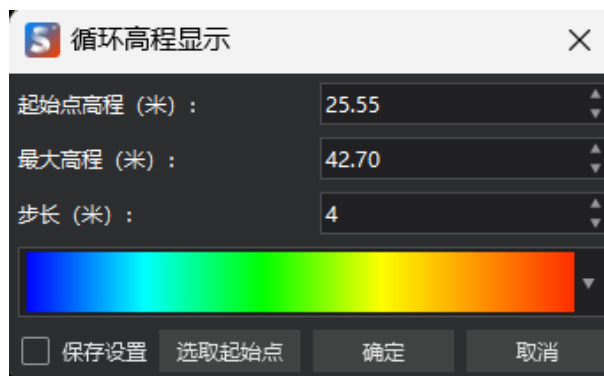 循环高程显示
起始点高程（米）： 25.55
最大高程（米）： 42.70
步长（米）： 4
保存设置 选取起始点 确定 取消